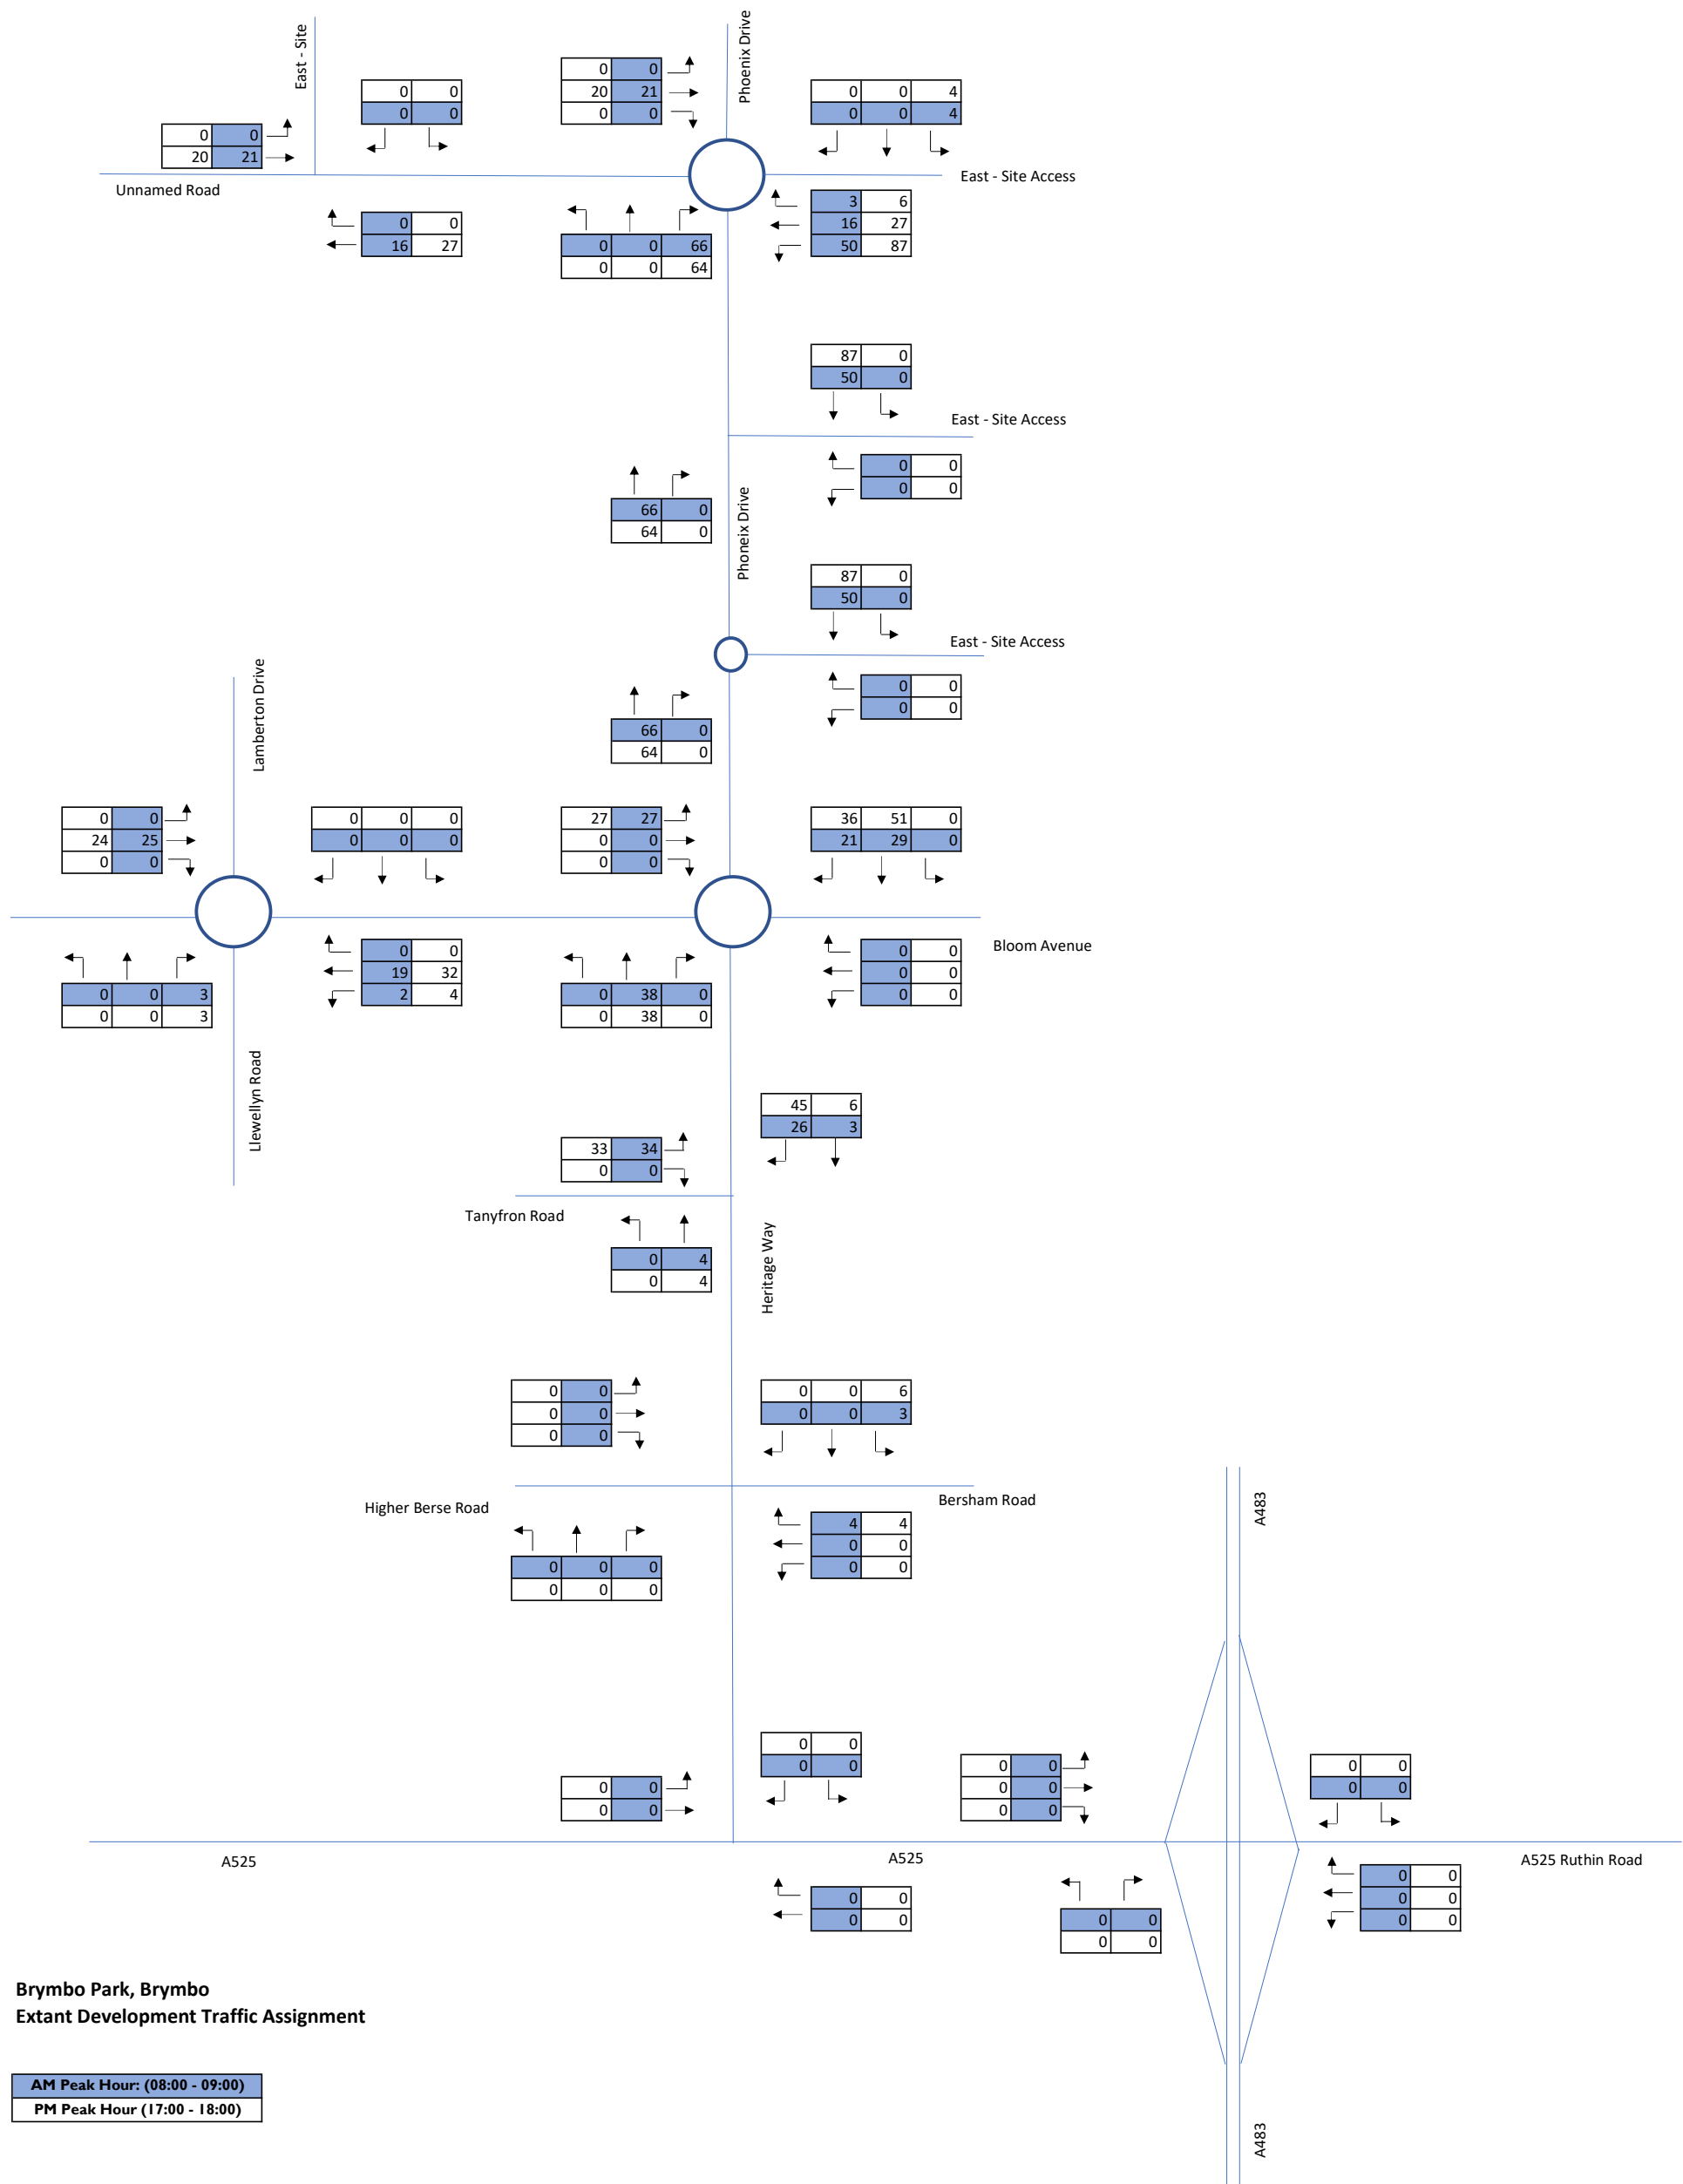 East - Site
Phoenix Drive
0 0
20 21
0 0
0 0
0 0
0 0 4
0 0 4
0 0
20 21
Unnamed Road
East - Site Access
0 0
16 27
0 0 66
0 0 64
3 6
16 27
50 87
87 0
50 0
East - Site Access
0 0
0 0
66 0
64 0
Phoneix Drive
87 0
50 0
East - Site Access
0 0
0 0
66 0
64 0
Lamberton Drive
0 0
24 25
0 0
0 0 0
0 0 0
27 27
0 0
0 0
36 51 0
21 29 0
Bloom Avenue
0 0 3
0 0 3
0 0
19 32
2 4
0 38 0
0 38 0
0 0
0 0
0 0
Llewellyn Road
45 6
26 3
33 34
0 0
Tanyfron Road
0 4
0 4
Heritage Way
0 0
0 0
0 0
0 0 6
0 0 3
Higher Berse Road
Bersham Road
A483
0 0 0
0 0 0
4 4
0 0
0 0
0 0
0 0
0 0
0 0
0 0
0 0
0 0
0 0
0 0
A525
A525
A525 Ruthin Road
0 0
0 0
0 0
0 0
0 0
0 0
0 0
Brymbo Park, Brymbo
Extant Development Traffic Assignment
AM Peak Hour: (08:00 - 09:00)
PM Peak Hour (17:00 - 18:00)
A483